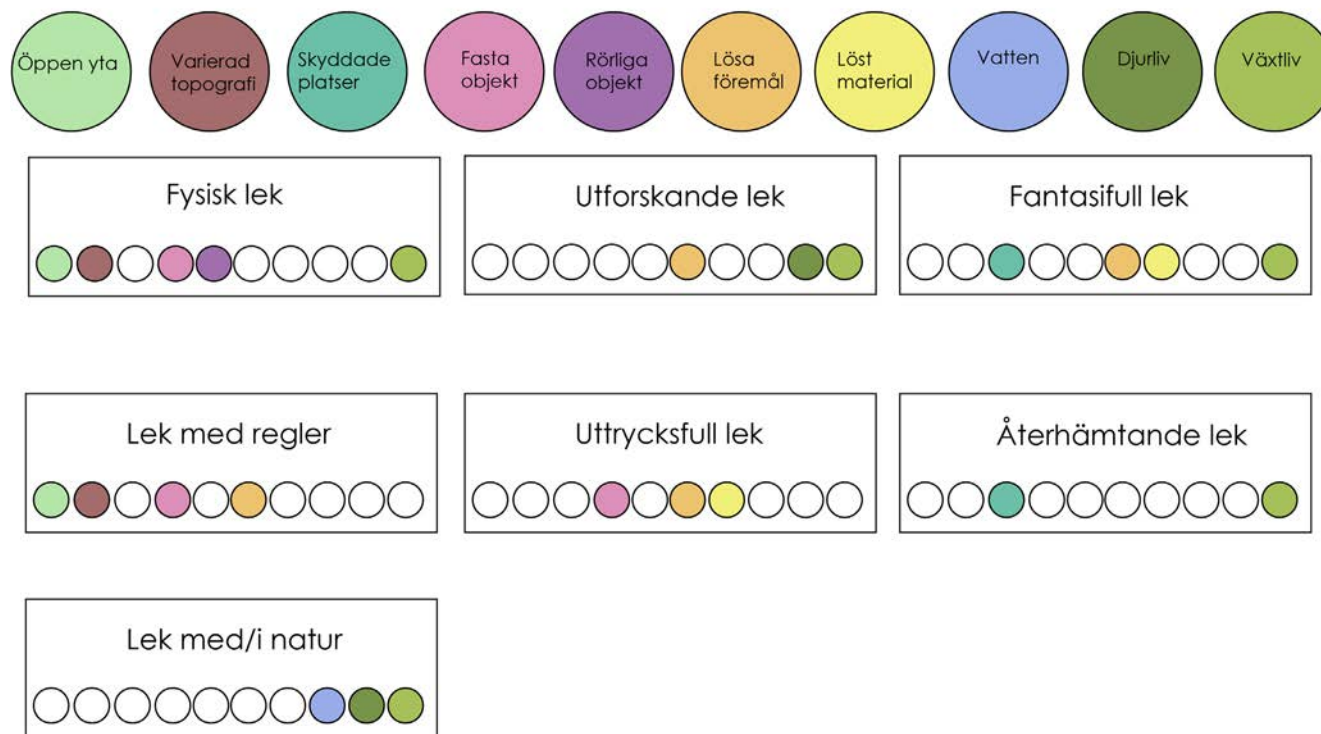 Öppen yta
Varierad
topografi
Skyddade
platser
Fasta
objekt
Rörliga
objekt
Lösa
föremål
Löst
material
Vatten
Djurliv
Växtliv
Fysisk lek
Utforskande lek
Fantasifull lek
Lek med regler
Uttrycksfull lek
Återhämtande lek
Lek med/i natur